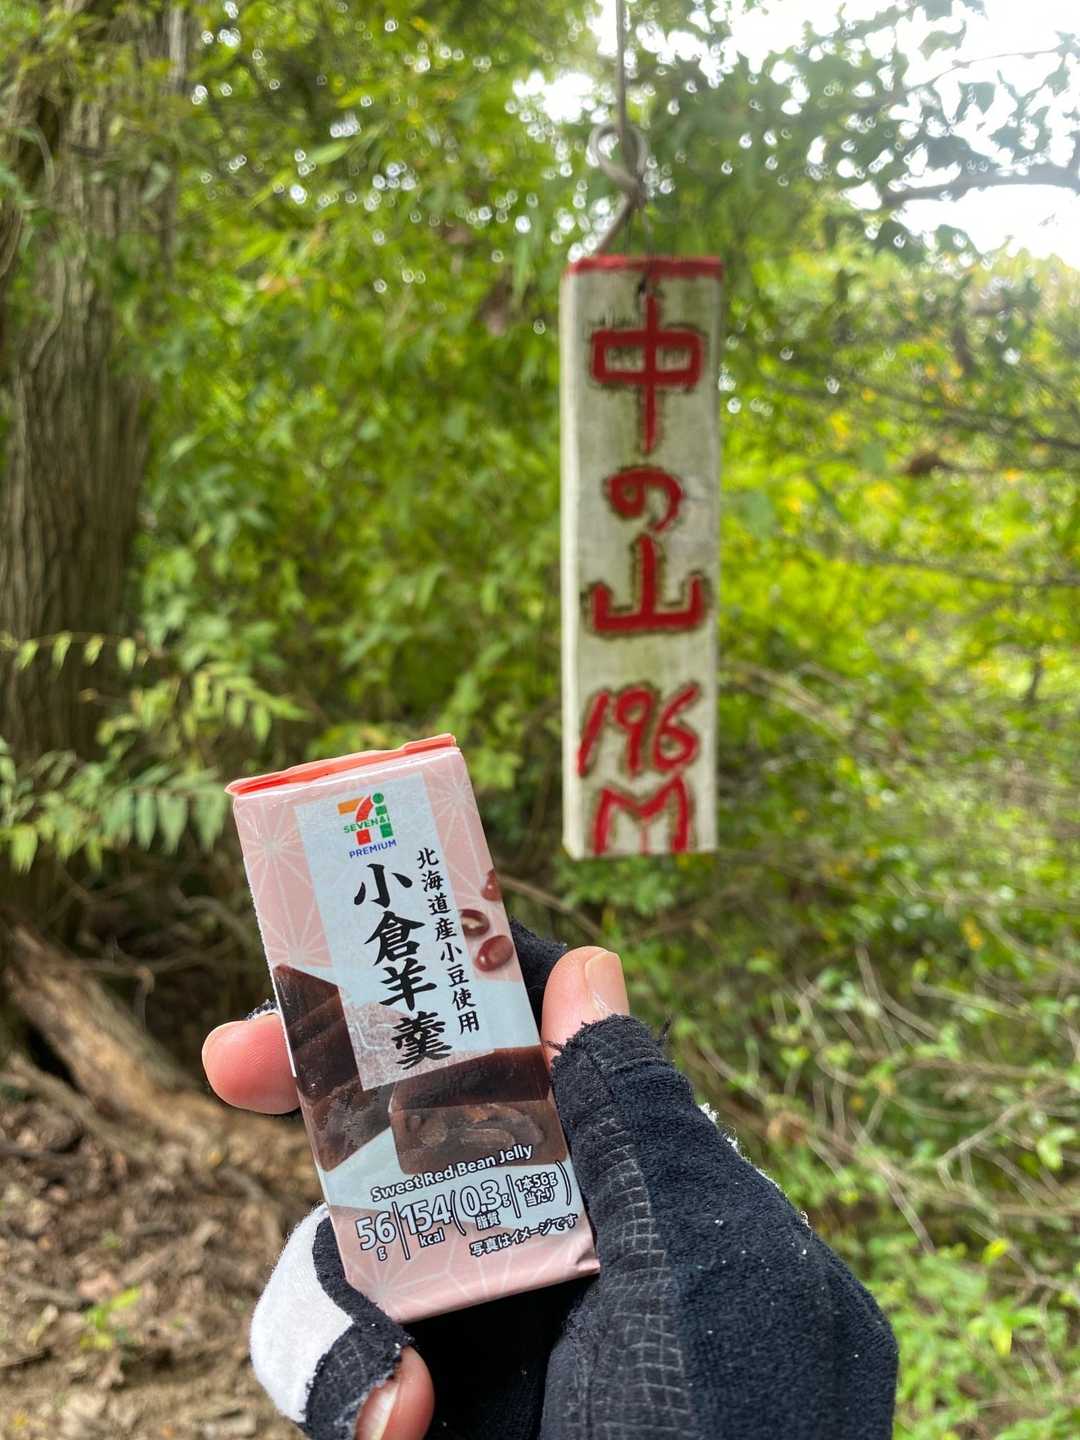 中の山
196
M
7i
SEVEN&i
PREMIUM
北海道産小豆使用
小倉羊羹
Sweet Red Bean Jelly
56g 154kcal (0.3g 脂質 1本56g当たり)
写真はイメージです